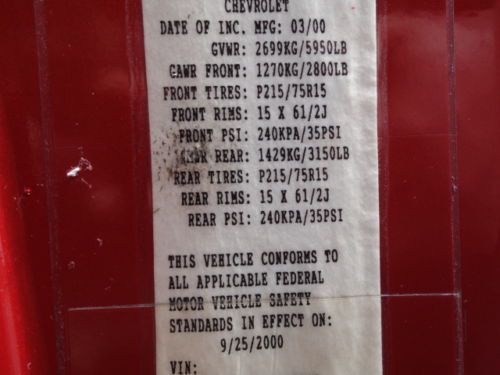 CHEVROLET
DATE OF INC. MFG: 03/00
GVWR: 2699KG/5950LB
GAWR FRONT: 1270KG/2800LB
FRONT TIRES: P215/75R15
FRONT RIMS: 15 X 61/2J
FRONT PSI: 240KPA/35PSI
GAWR REAR: 1429KG/3150LB
REAR TIRES: P215/75R15
REAR RIMS: 15 X 61/2J
REAR PSI: 240KPA/35PSI
THIS VEHICLE CONFORMS TO
ALL APPLICABLE FEDERAL
MOTOR VEHICLE SAFETY
STANDARDS IN EFFECT ON:
9/25/2000
VIN: